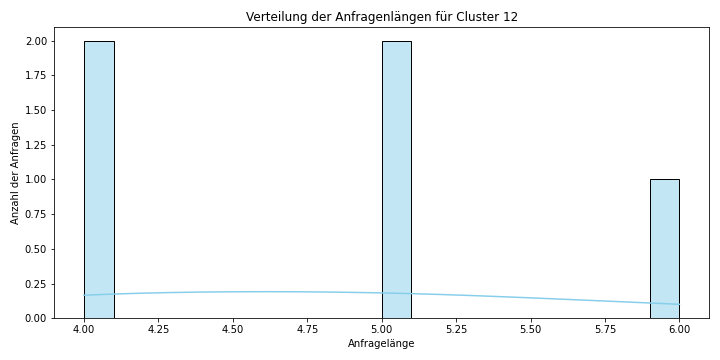 Verteilung der Anfragenlängen für Cluster 12
2.00
1.75
1.50
1.25
1.00
0.75
0.50
0.25
0.00
Anzahl der Anfragen
4.00 4.25 4.50 4.75 5.00 5.25 5.50 5.75 6.00
Anfragelänge